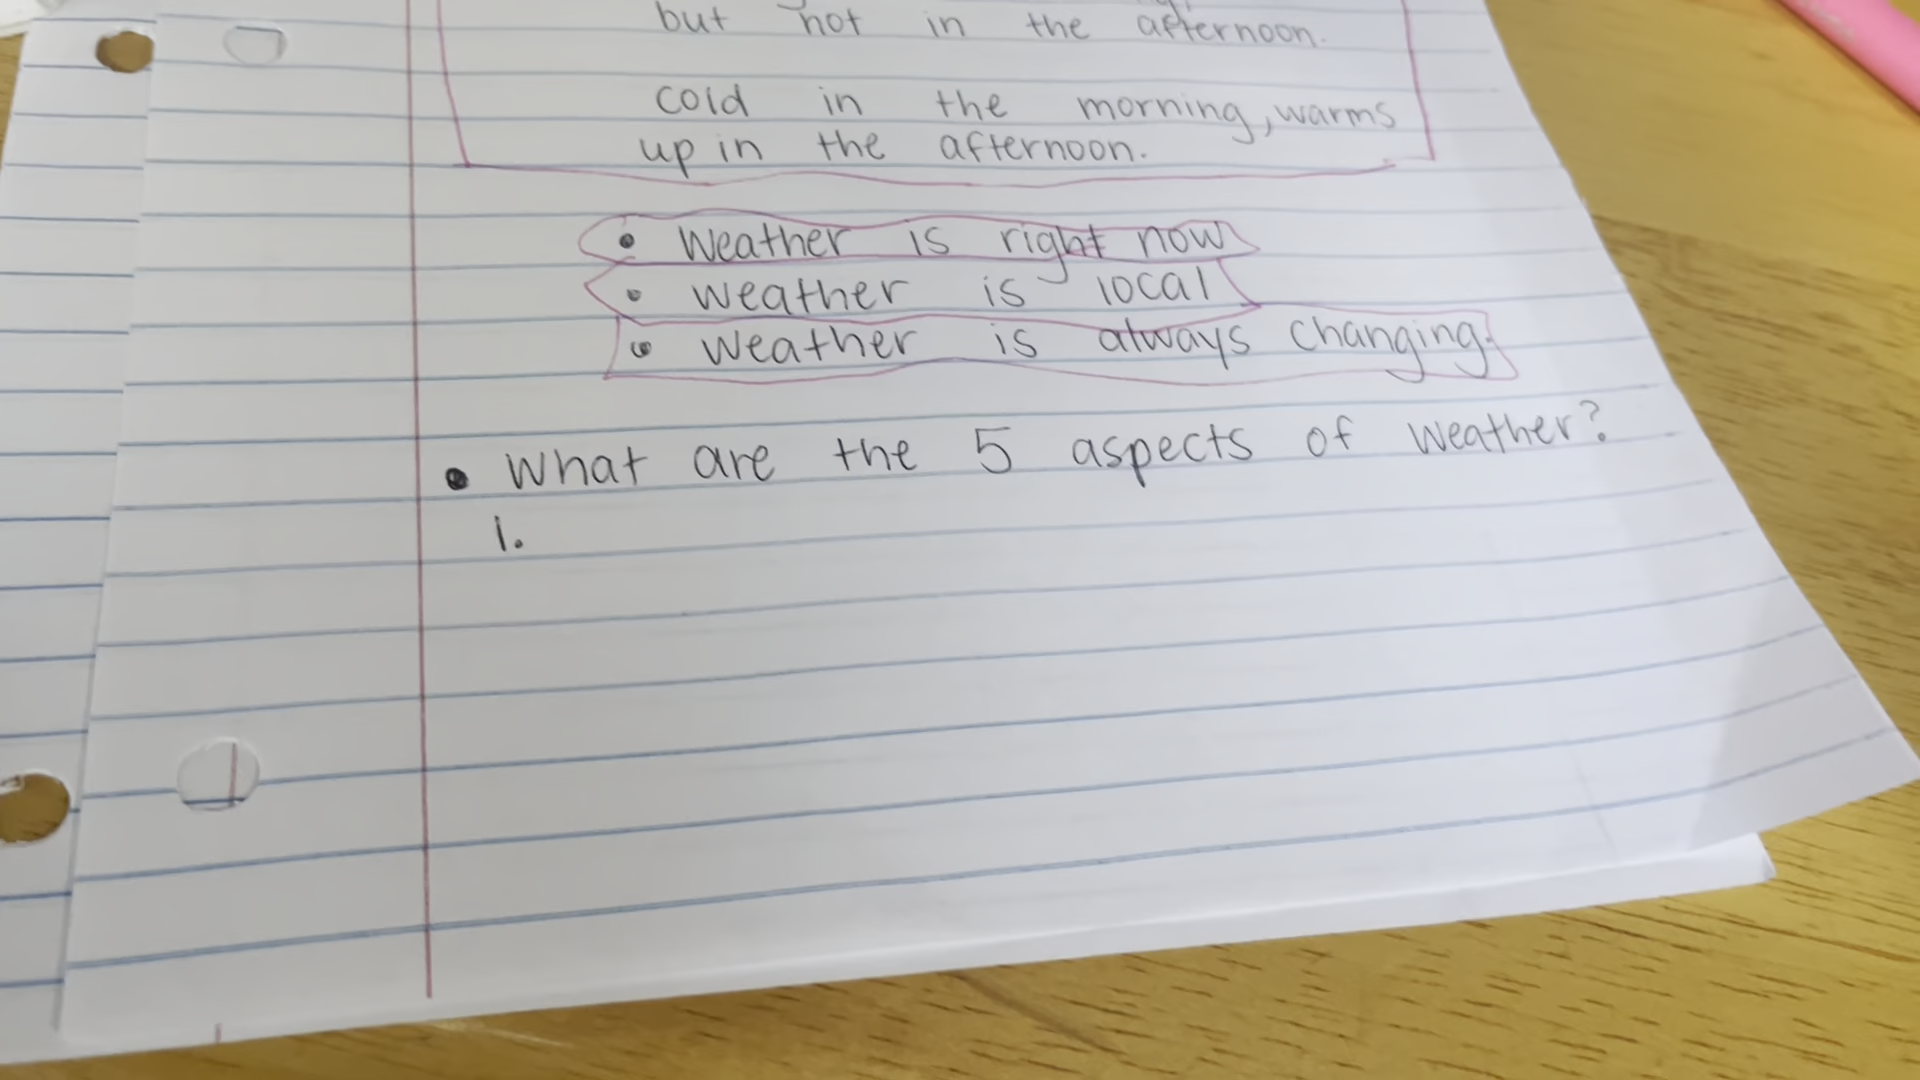 but not in the afternoon.
cold in the morning, warms
up in the afternoon.
• Weather is right now
• weather is local
• weather is always changing.
• What are the 5 aspects of weather?
1.